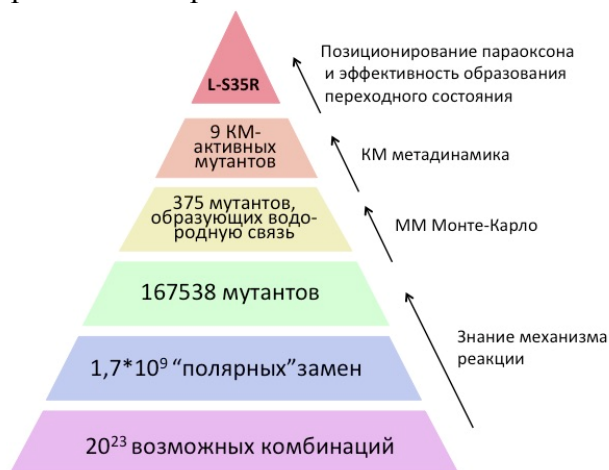 L-S35R
Позиционирование параоксона
и эффективность образования
переходного состояния
9 КМ-
активных
мутантов
КМ метадинамика
375 мутантов,
образующих водо-
родную связь
ММ Монте-Карло
167538 мутантов
Знание механизма
реакции
1,7*10⁹ “полярных”замен
20²³ возможных комбинаций